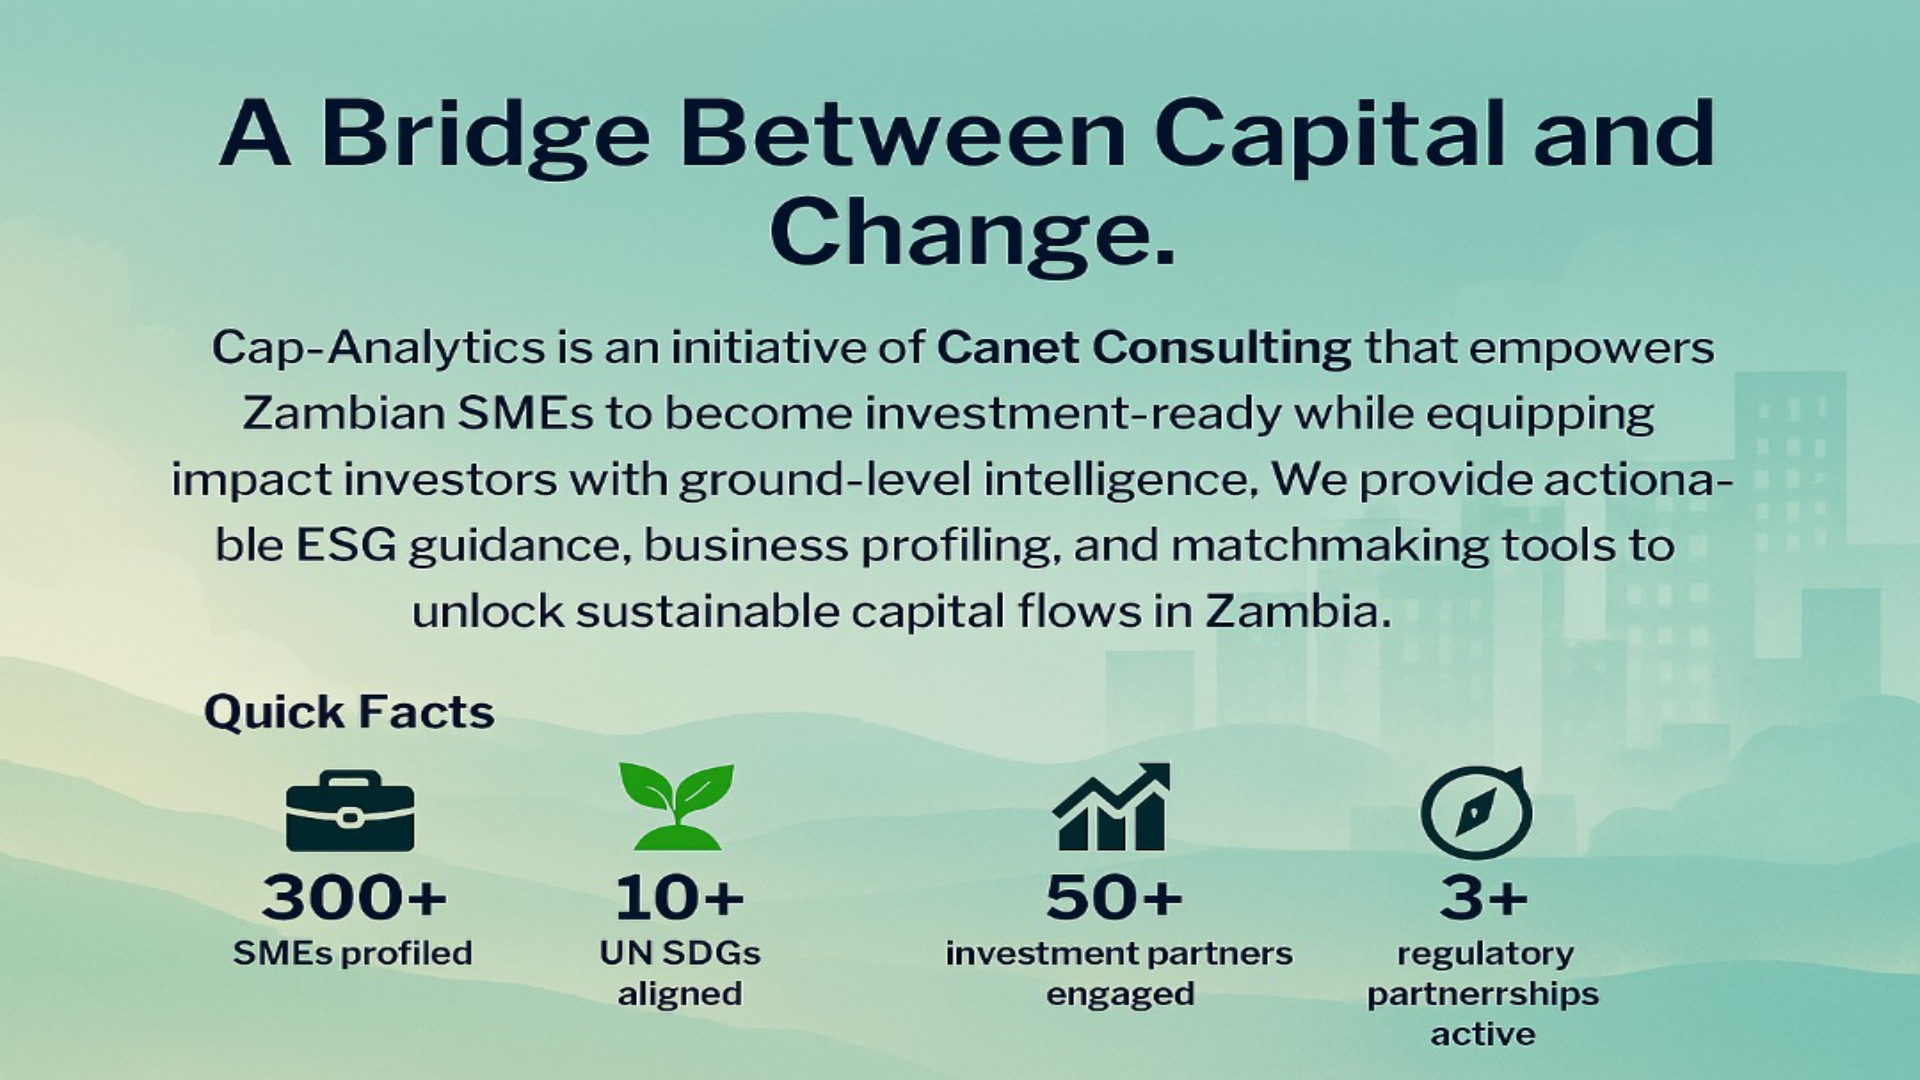 A Bridge Between Capital and
Change.
Cap-Analytics is an initiative of Canet Consulting that empowers
Zambian SMEs to become investment-ready while equipping
impact investors with ground-level intelligence, We provide actiona-
ble ESG guidance, business profiling, and matchmaking tools to
unlock sustainable capital flows in Zambia.
Quick Facts
300+
SMEs profiled
10+
UN SDGs
aligned
50+
investment partners
engaged
3+
regulatory
partnerrships
active